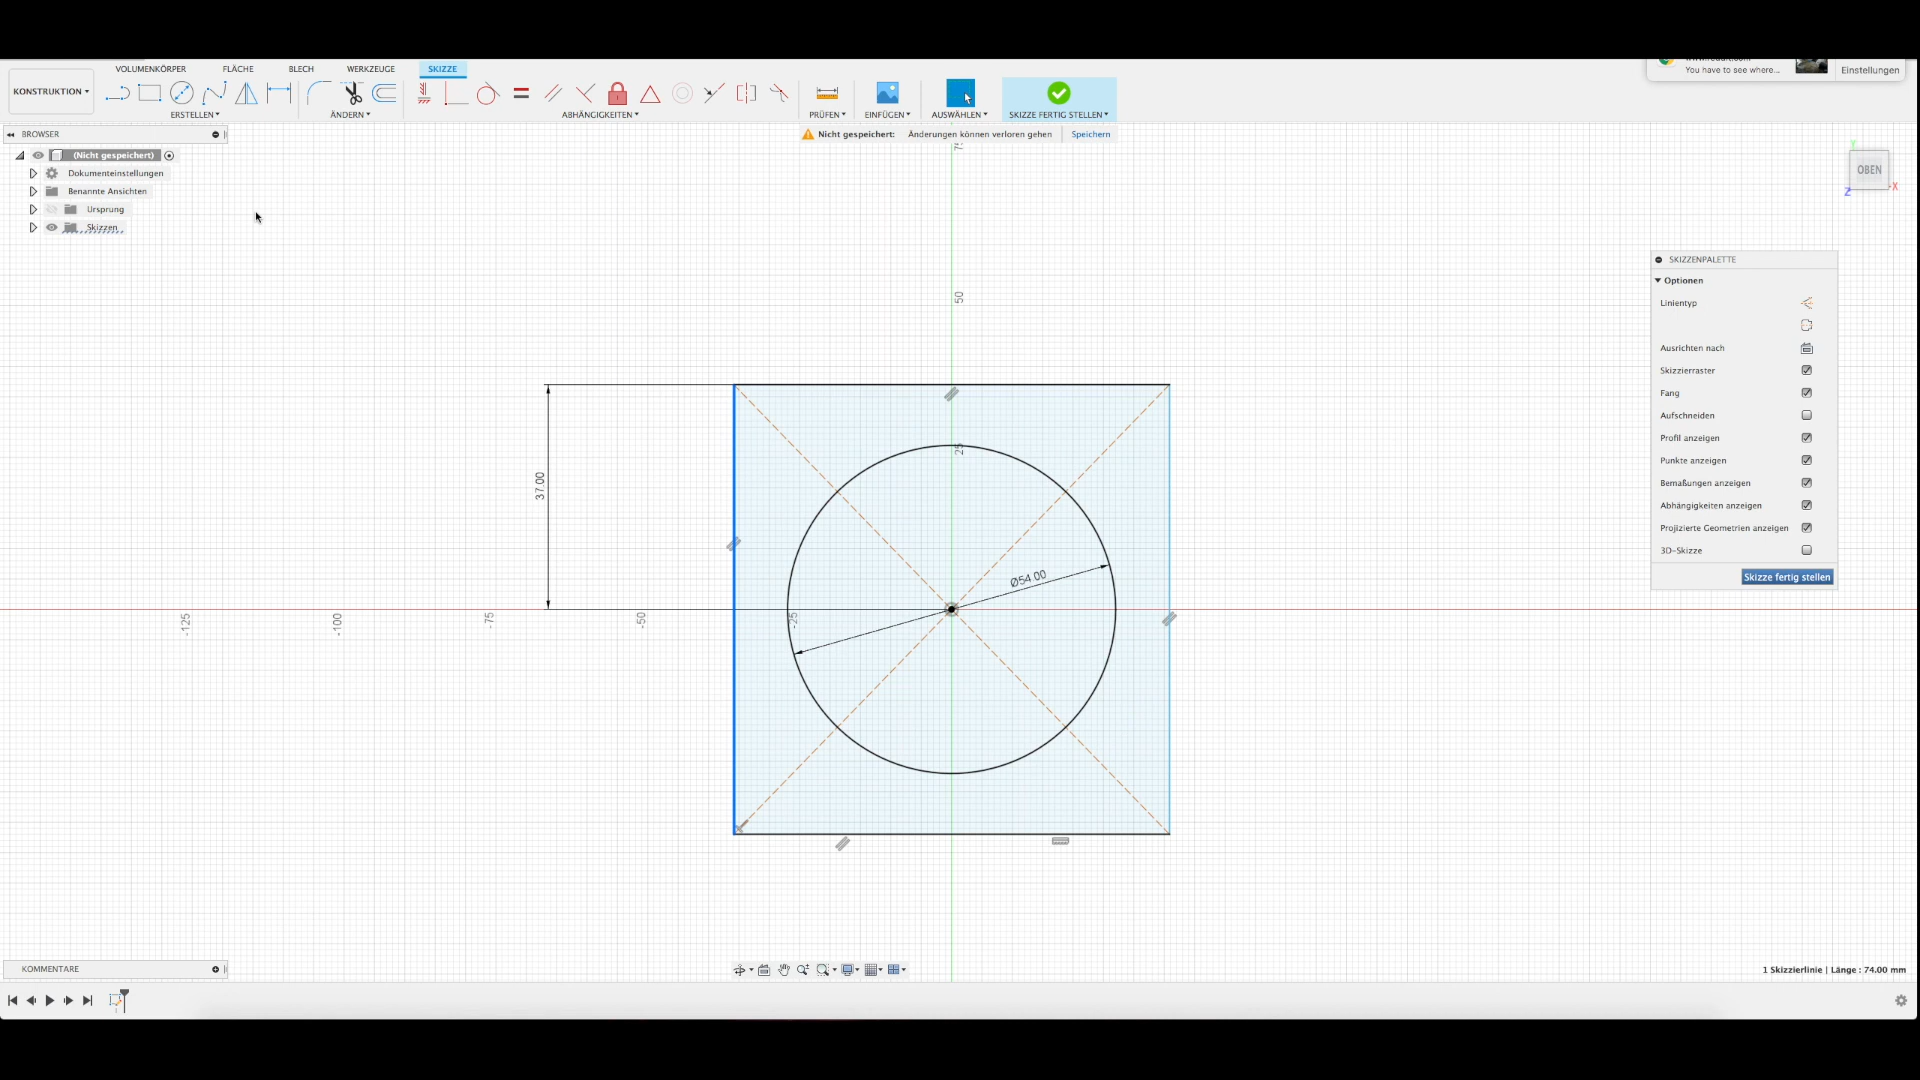 VOLUMENKÖRPER FLÄCHE BLECH WERKZEUGE SKIZZE
You have to see where...
Einstellungen
KONSTRUKTION
ERSTELLEN ÄNDERN ABHÄNGIGKEITEN PRÜFEN EINFÜGEN AUSWÄHLEN SKIZZE FERTIG STELLEN
BROWSER
Nicht gespeichert: Änderungen können verloren gehen Speichern
(Nicht gespeichert)
Dokumenteinstellungen
Benannte Ansichten
Ursprung
Skizzen
Y
OBEN
X
Z
SKIZZENPALETTE
Optionen
Linientyp
Ausrichten nach
Skizzierraster
Fang
Aufschneiden
Profil anzeigen
Punkte anzeigen
Bemaßungen anzeigen
Abhängigkeiten anzeigen
Projizierte Geometrien anzeigen
3D-Skizze
Skizze fertig stellen
50
25
37.00
Ø54.00
-125 -100 -75 -50 -25
KOMMENTARE
1 Skizzierlinie | Länge : 74.00 mm